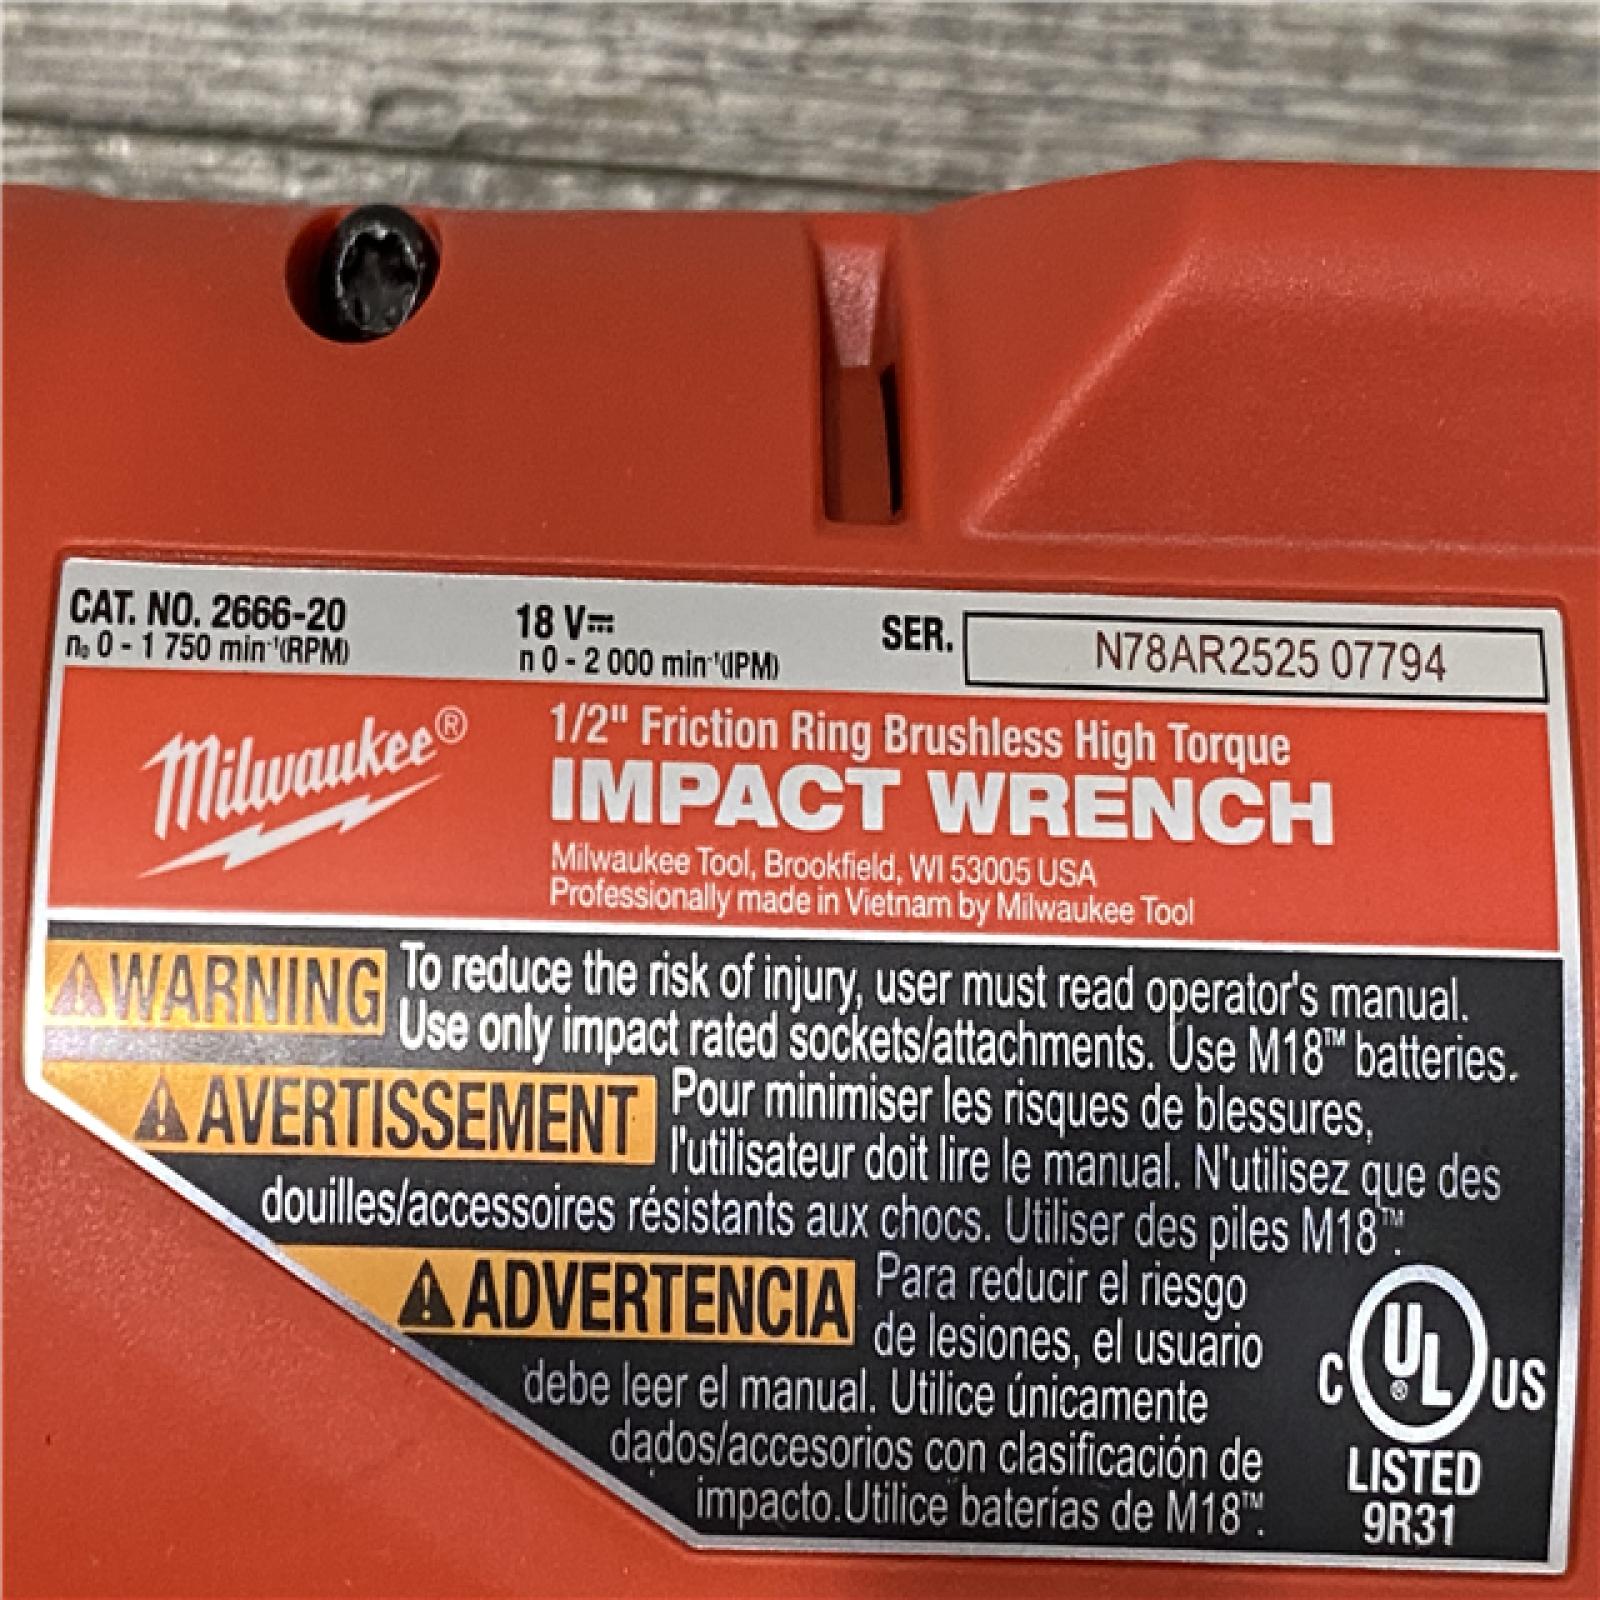 CAT. NO. 2666-20
n₀ 0 - 1 750 min⁻¹(RPM)
18 V⎓
n 0 - 2 000 min⁻¹(IPM)
SER. N78AR2525 07794
Milwaukee®
1/2" Friction Ring Brushless High Torque
IMPACT WRENCH
Milwaukee Tool, Brookfield, WI 53005 USA
Professionally made in Vietnam by Milwaukee Tool
⚠WARNING To reduce the risk of injury, user must read operator's manual.
Use only impact rated sockets/attachments. Use M18™ batteries.
⚠AVERTISSEMENT Pour minimiser les risques de blessures,
l'utilisateur doit lire le manual. N'utilisez que des
douilles/accessoires résistants aux chocs. Utiliser des piles M18™.
⚠ADVERTENCIA Para reducir el riesgo
de lesiones, el usuario
debe leer el manual. Utilice únicamente
dados/accesorios con clasificación de
impacto.Utilice baterías de M18™.
C UL® US
LISTED
9R31